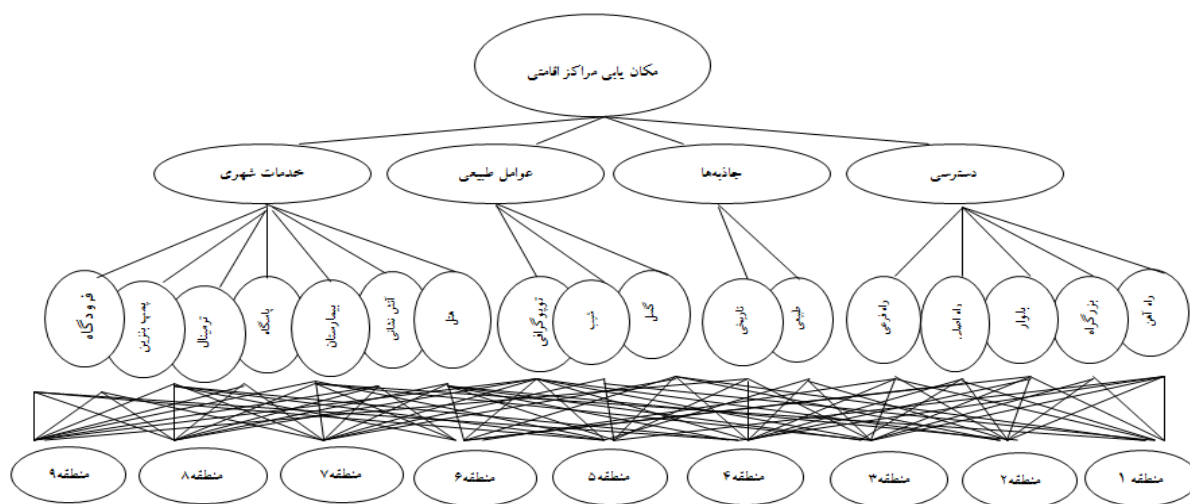 مکان یابی مراکز اقامتی
دسترسی
جاذبه‌ها
عوامل طبیعی
خدمات شهری
راه آهن
بزرگراه
بلوار
راه اصلی
راه فرعی
طبیعی
تاریخی
گسل
شیب
توپوگرافی
هتل
آتش نشانی
بیمارستان
پاسگاه
ترمینال
پمپ بنزین
فرودگاه
منطقه ۱
منطقه۲
منطقه۳
منطقه۴
منطقه۵
منطقه۶
منطقه۷
منطقه۸
منطقه۹